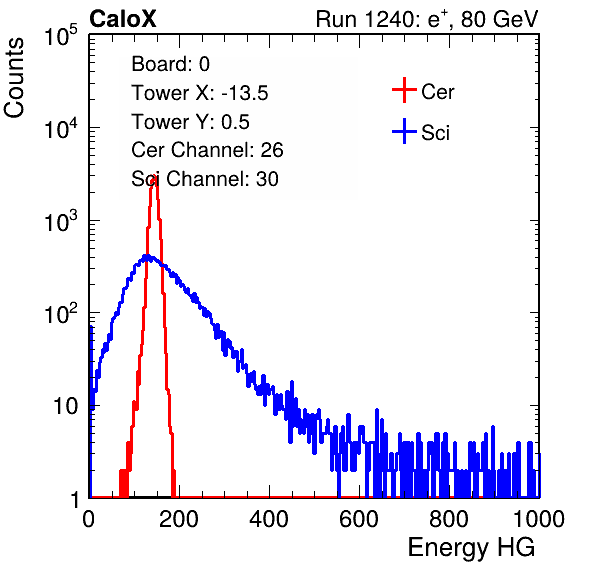 CaloX Run 1240: e⁺, 80 GeV
Counts
10⁵
10⁴
10³
10²
10
1
Board: 0
Tower X: -13.5
Tower Y: 0.5
Cer Channel: 26
Sci Channel: 30
Cer
Sci
0 200 400 600 800 1000
Energy HG